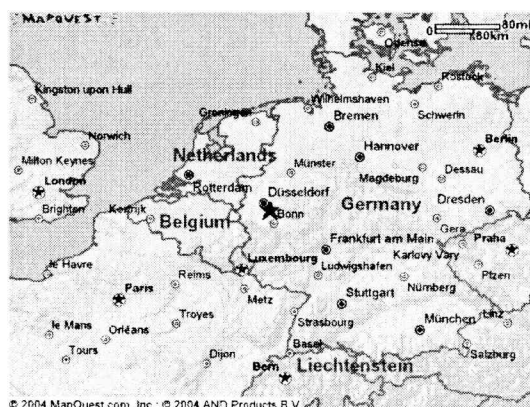 MAPQUEST
80mi
0 80km
Odense
Kiel
Rostock
Kingston upon Hull
Wilhelmshaven
Schwerin
Groningen
Bremen
Norwich
Berlin
Netherlands
Hannover
Milton Keynes
Münster
Magdeburg
Dessau
London
Rotterdam
Düsseldorf
Brighten
Kortrijk
Germany
Dresden
Belgium
Bonn
Gera
Praha
Frankfurt am Main
le Havre
Luxembourg
Karlovy Vary
Reims
Ludwigshafen
Plzen
Paris
Metz
Nürnberg
Stuttgart
le Mans
Orléans
Troyes
Strasbourg
München
Linz
Tours
Dijon
Basel
Salzburg
Bern
Liechtenstein
© 2004 MapQuest.com, Inc.; © 2004 AND Products B.V.